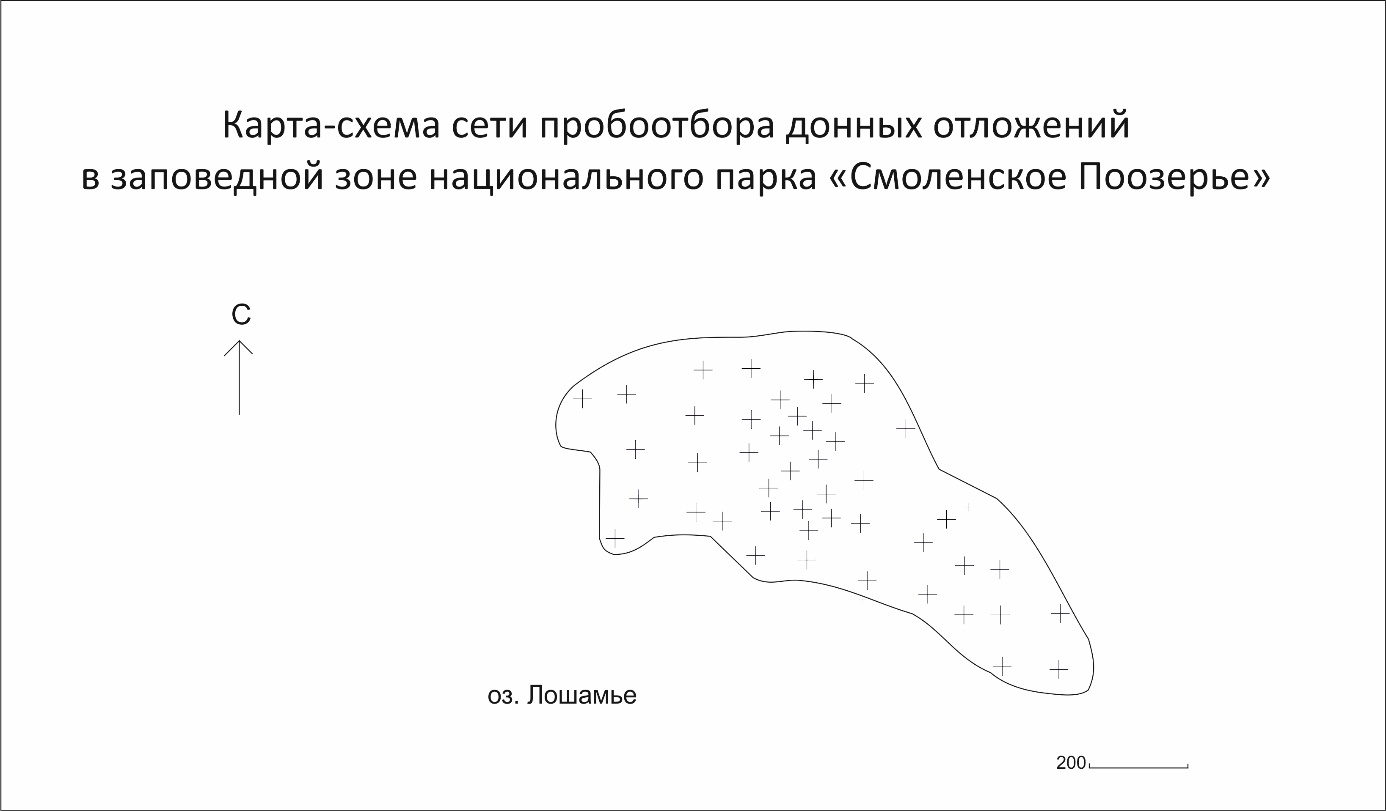 Карта-схема сети пробоотбора донных отложений
в заповедной зоне национального парка «Смоленское Поозерье»
С
оз. Лошамье
200